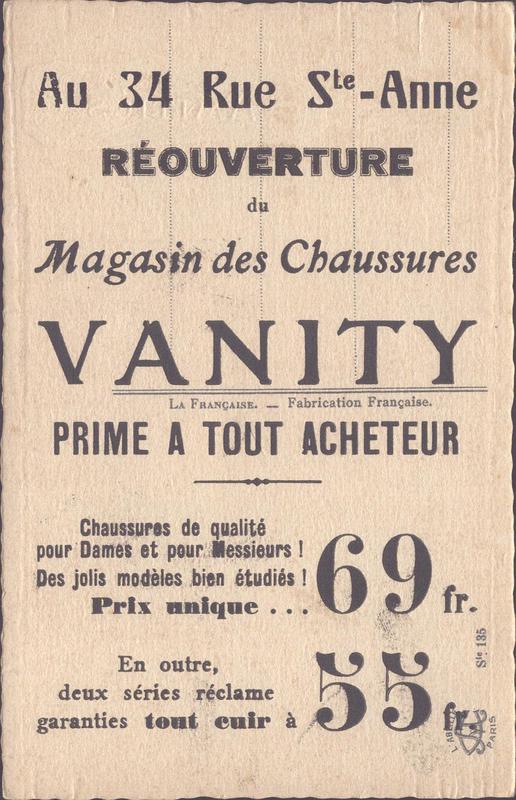 Au 34 Rue Ste-Anne
RÉOUVERTURE
du
Magasin des Chaussures
VANITY
La Française. — Fabrication Française.
PRIME A TOUT ACHETEUR
Chaussures de qualité
pour Dames et pour Messieurs !
Des jolis modèles bien étudiés !
Prix unique ... 69 fr.
En outre,
deux séries réclame
garanties tout cuir à 55 fr.
Ste 135
PARIS